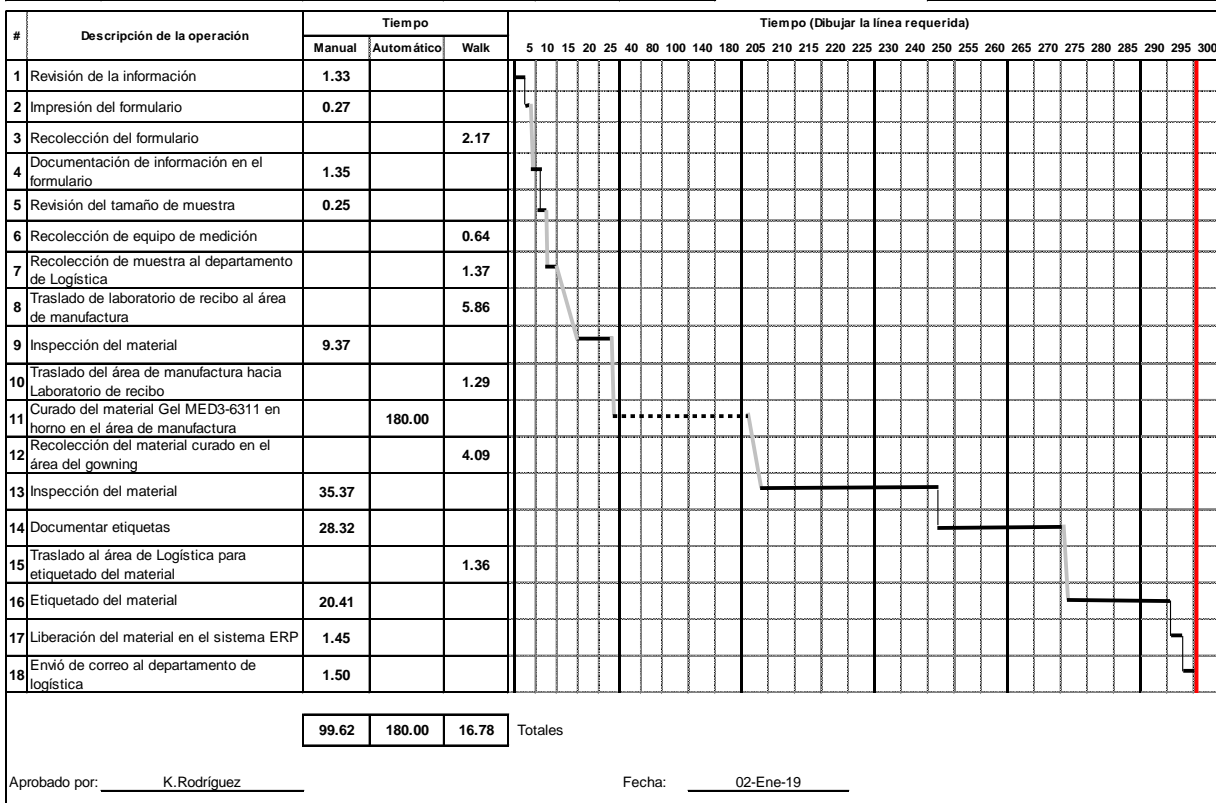 Tiempo Tiempo (Dibujar la línea requerida)
# Descripción de la operación
Manual Automático Walk 5 10 15 20 25 40 80 100 140 180 205 210 215 220 225 230 240 245 250 255 260 265 270 275 280 285 290 295 300
1 Revisión de la información 1.33
2 Impresión del formulario 0.27
3 Recolección del formulario 2.17
4 Documentación de información en el
formulario 1.35
5 Revisión del tamaño de muestra 0.25
6 Recolección de equipo de medición 0.64
7 Recolección de muestra al departamento
de Logística 1.37
8 Traslado de laboratorio de recibo al área
de manufactura 5.86
9 Inspección del material 9.37
10 Traslado del área de manufactura hacia
Laboratorio de recibo 1.29
11 Curado del material Gel MED3-6311 en
horno en el área de manufactura 180.00
12 Recolección del material curado en el
área del gowning 4.09
13 Inspección del material 35.37
14 Documentar etiquetas 28.32
15 Traslado al área de Logística para
etiquetado del material 1.36
16 Etiquetado del material 20.41
17 Liberación del material en el sistema ERP 1.45
18 Envió de correo al departamento de
logística 1.50
99.62 180.00 16.78 Totales
Aprobado por: K.Rodríguez Fecha: 02-Ene-19